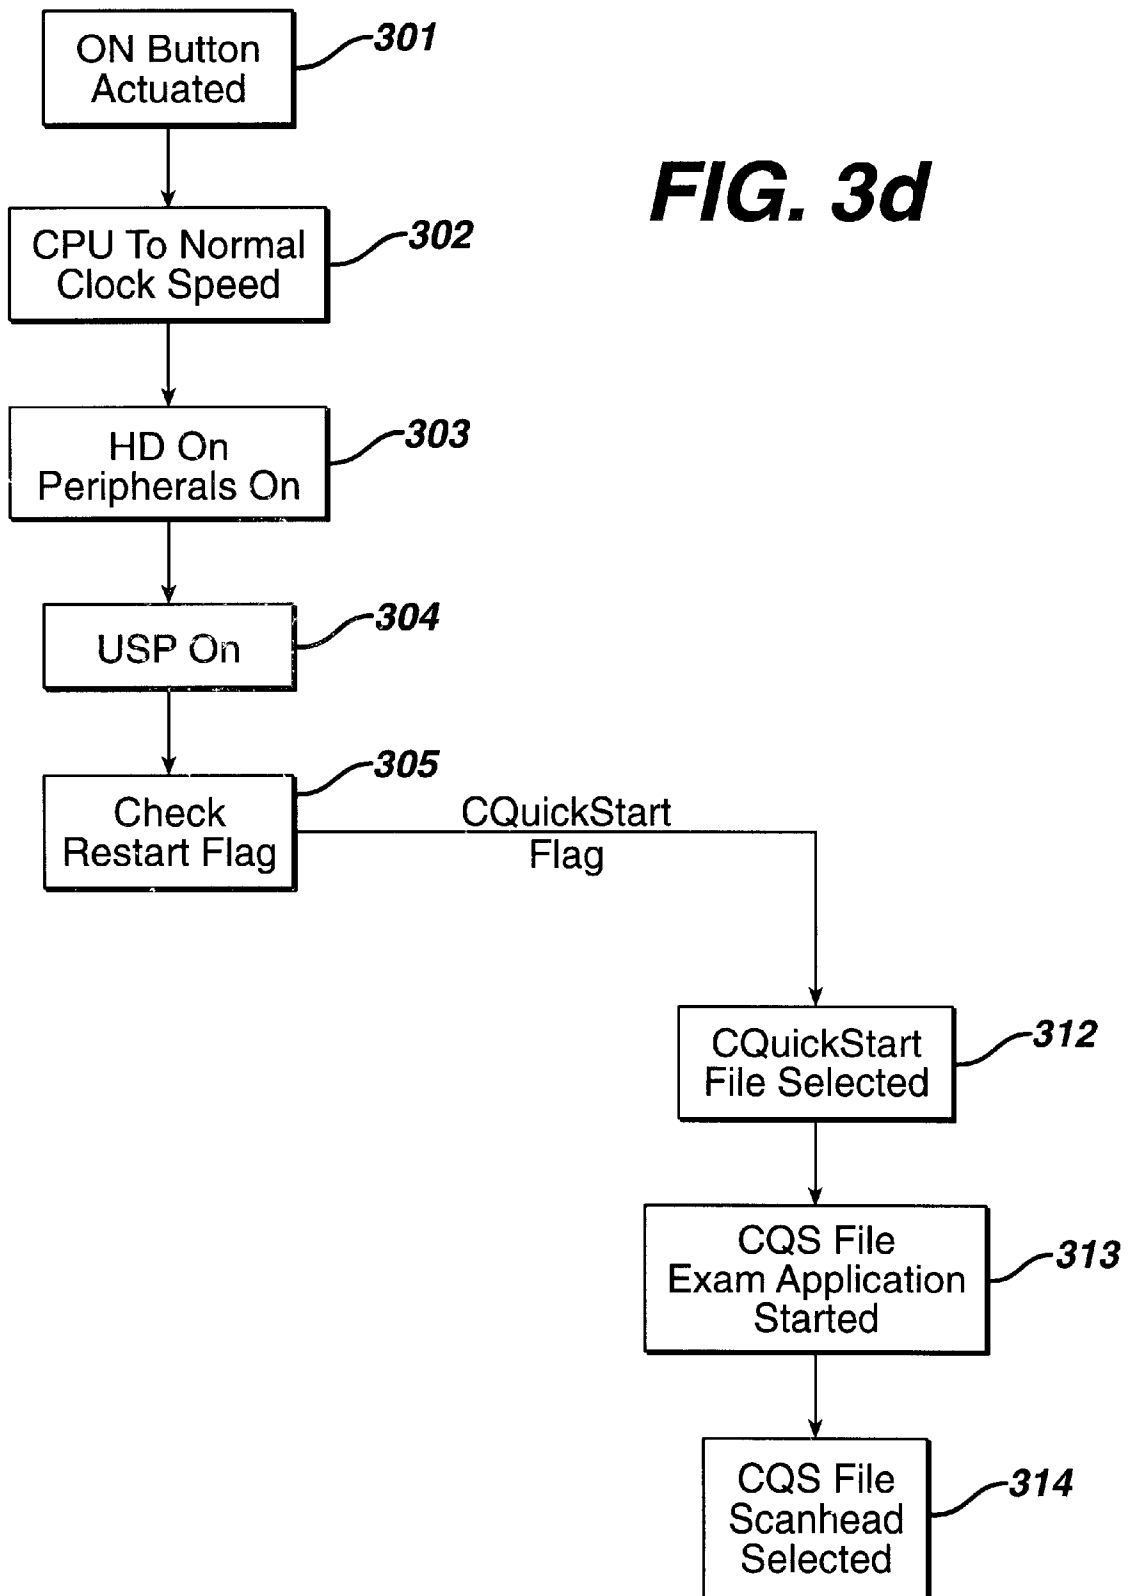 ON Button
Actuated
301
FIG. 3d
CPU To Normal
Clock Speed
302
HD On
Peripherals On
303
USP On
304
Check
Restart Flag
305
CQuickStart
Flag
CQuickStart
File Selected
312
CQS File
Exam Application
Started
313
CQS File
Scanhead
Selected
314